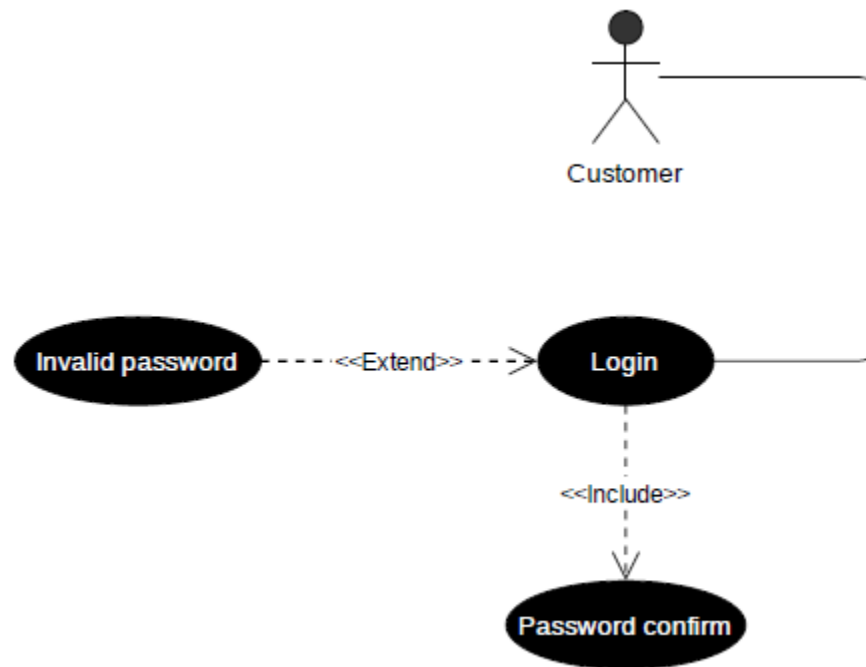 Customer
Invalid password
<<Extend>>
Login
<<Include>>
Password confirm